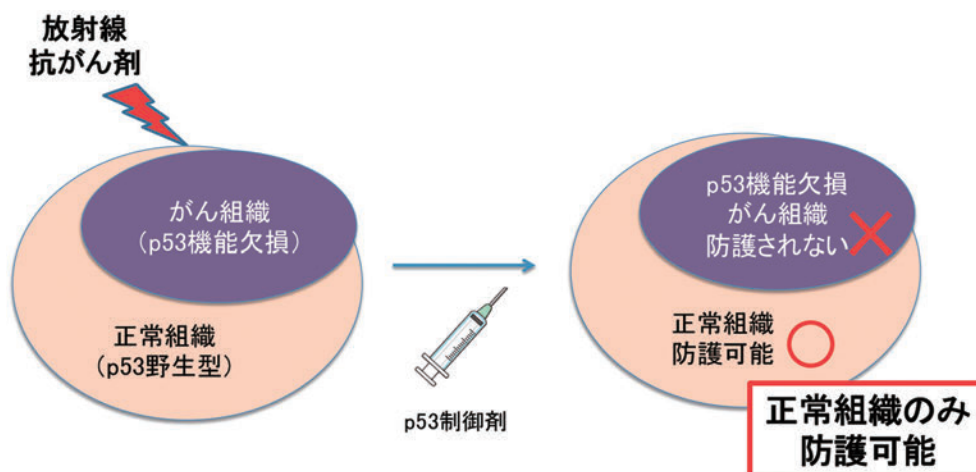 放射線
抗がん剤
がん組織
(p53機能欠損)
正常組織
(p53野生型)
p53制御剤
p53機能欠損
がん組織
防護されない
正常組織
防護可能
正常組織のみ
防護可能